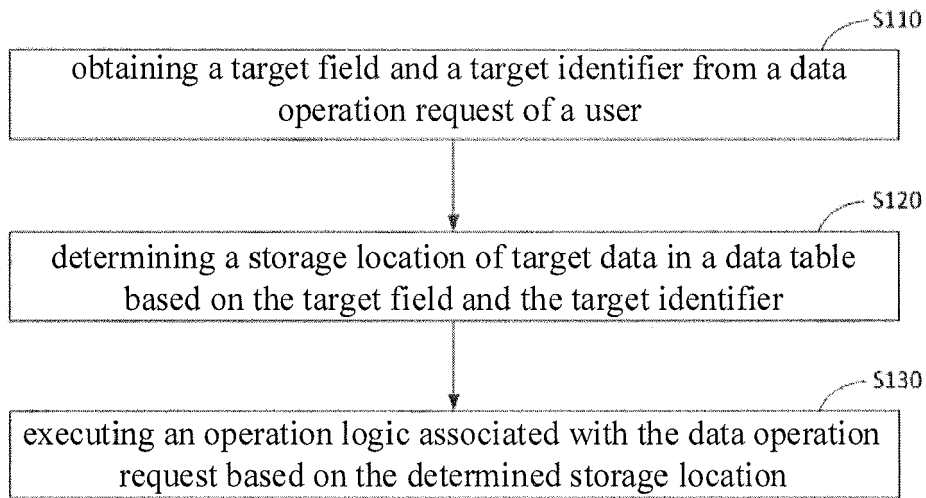 S110
obtaining a target field and a target identifier from a data
operation request of a user
S120
determining a storage location of target data in a data table
based on the target field and the target identifier
S130
executing an operation logic associated with the data operation
request based on the determined storage location